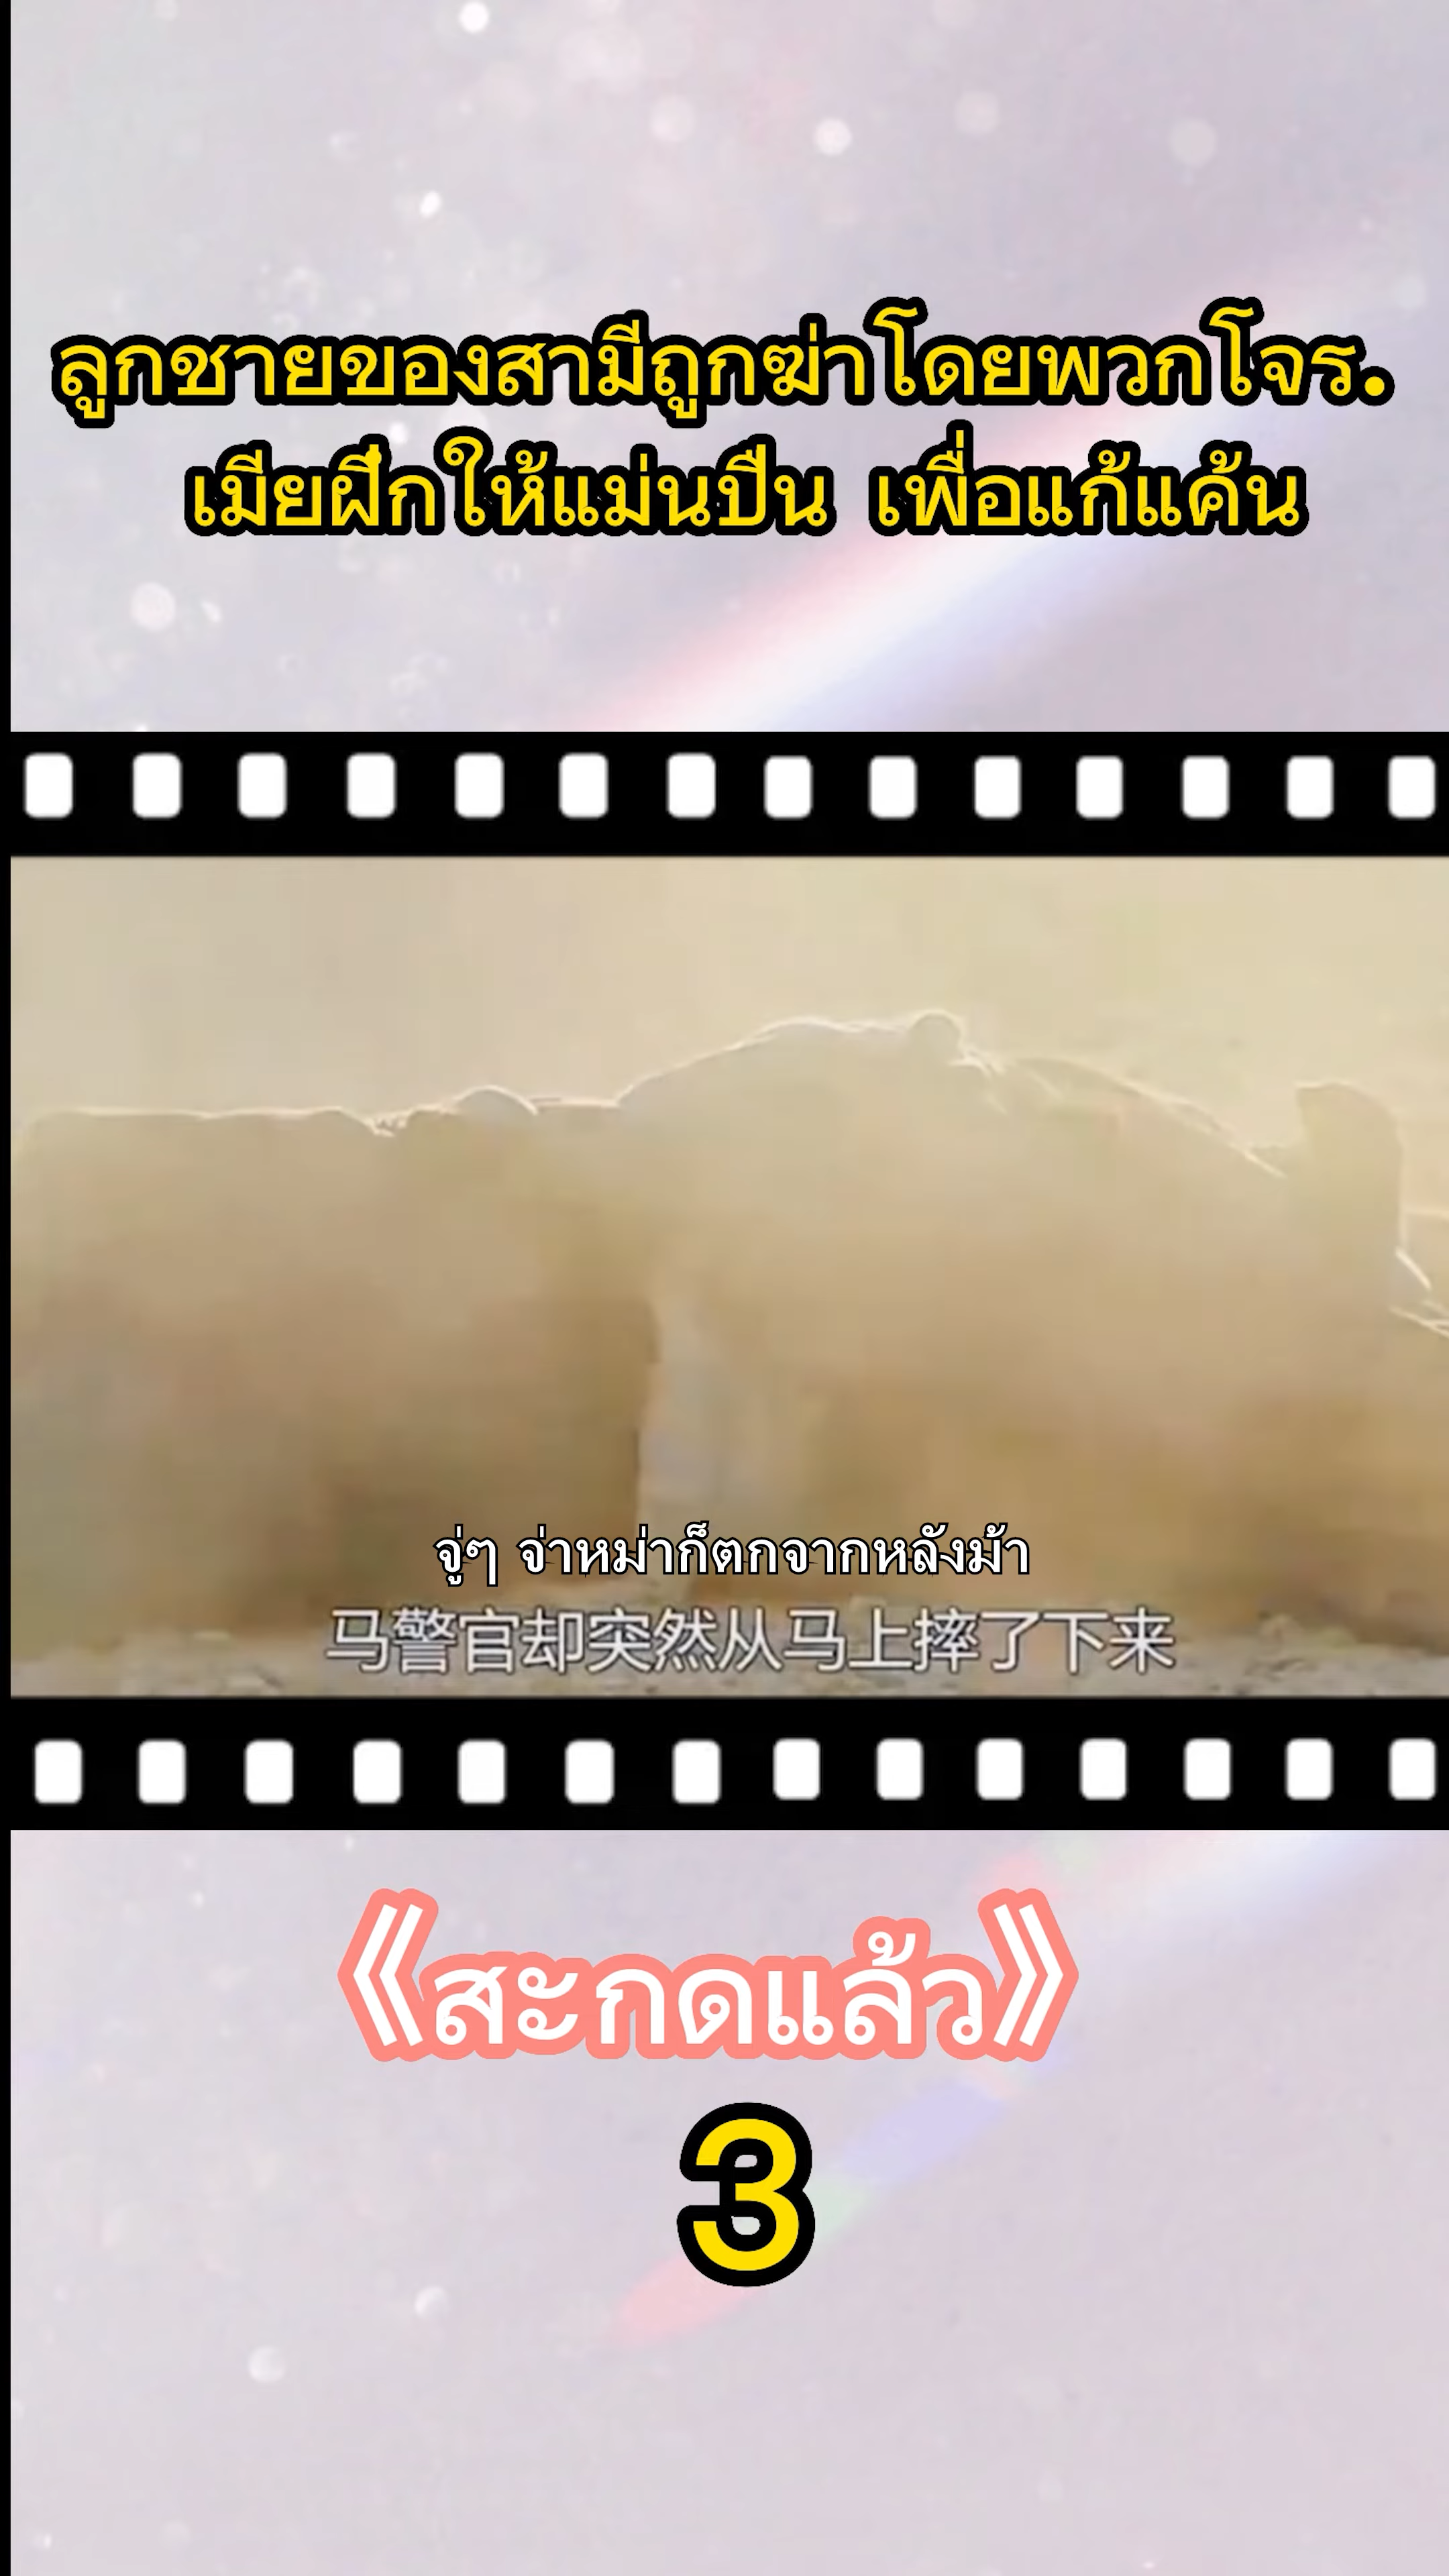 ลูกชายของสามีถูกฆ่าโดยพวกโจร.
เมียฝึกให้แม่นปืน เพื่อแก้แค้น
จู่ๆ จ่าหม่าก็ตกจากหลังม้า
马警官却突然从马上摔了下来
《สะกดแล้ว》
3